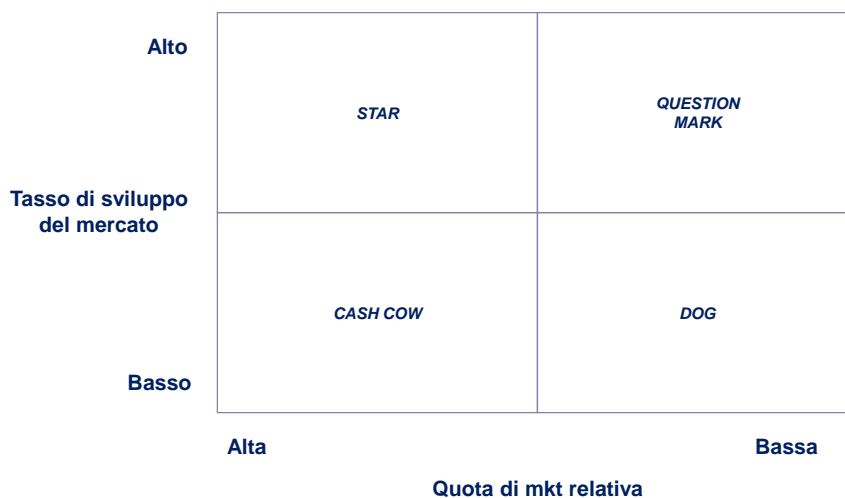 Alto
STAR
QUESTION
MARK
Tasso di sviluppo
del mercato
CASH COW
DOG
Basso
Alta
Bassa
Quota di mkt relativa